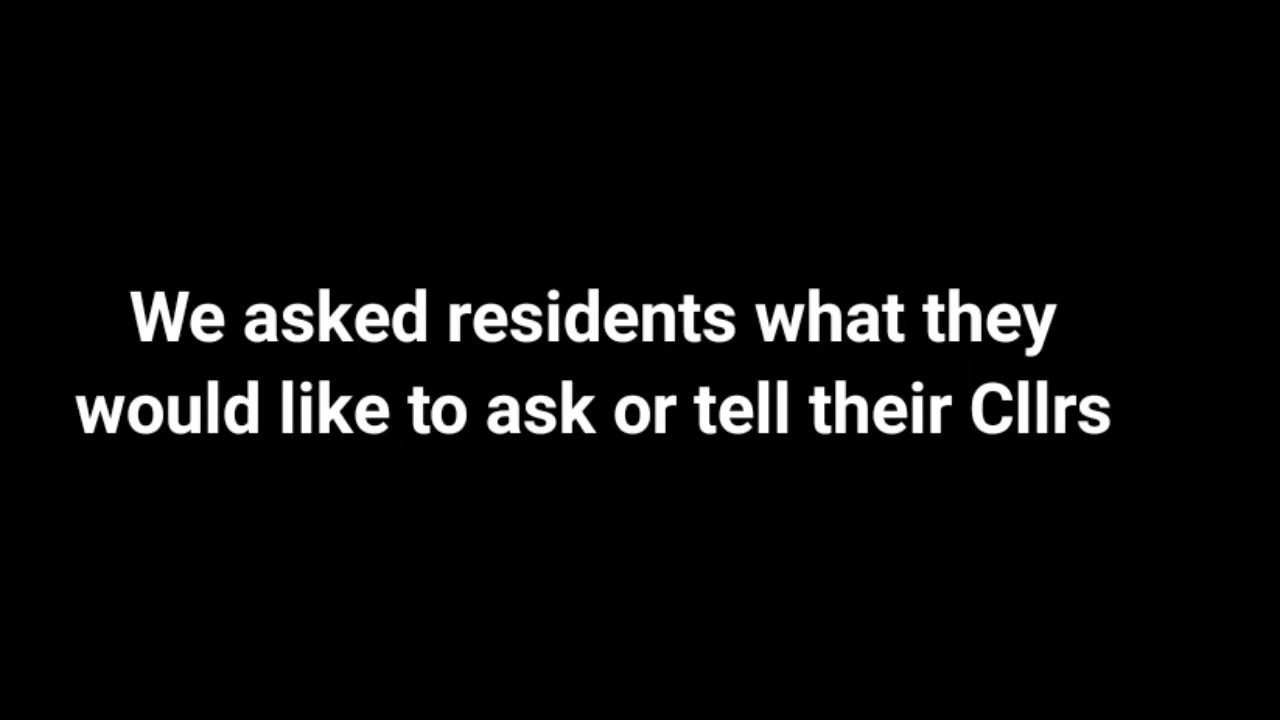 We asked residents what they
would like to ask or tell their Cllrs